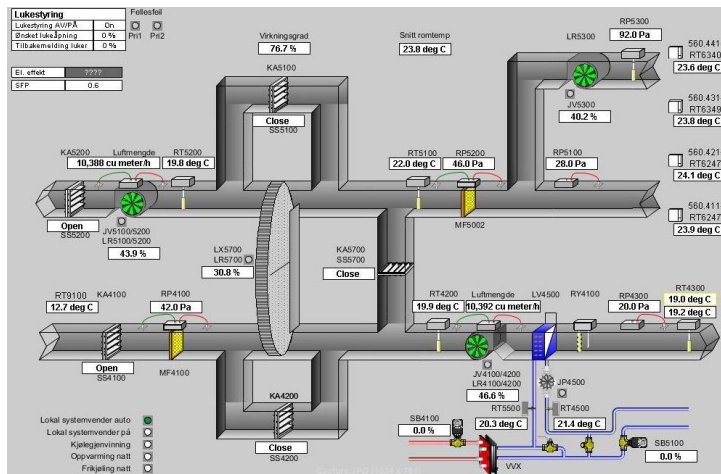 Lukestyring
Lukestyring AV/PÅ On
Ønsket lukeåpning 0 %
Tilbakemelding luker 0 %
Fellesfeil
Pri1 Pri2
El. effekt ????
SFP 0.6
Virkningsgrad
76.7 %
KA5100
Close
SS5100
Snitt romtemp
23.8 deg C
LR5300
RP5300
92.0 Pa
JV5300
40.2 %
560.441
RT6340
23.6 deg C
560.431
RT6349
23.8 deg C
560.421
RT6247
24.1 deg C
560.411
RT6247
23.9 deg C
KA5200
Luftmengde
10,388 cu meter/h
RT5200
19.8 deg C
RT5100
22.0 deg C
RP5200
46.0 Pa
RP5100
28.0 Pa
MF5002
Open
SS5200
JV5100/5200
LR5100/5200
43.9 %
LX5700
LR5700
30.8 %
KA5700
SS5700
Close
RT9100
12.7 deg C
KA4100
RP4100
42.0 Pa
RT4200
19.9 deg C
Luftmengde
10,392 cu meter/h
LV4500
RY4100
RP4300
20.0 Pa
RT4300
19.0 deg C
19.2 deg C
Open
SS4100
MF4100
JV4100/4200
LR4100/4200
46.6 %
JP4500
KA4200
Close
SS4200
RT5500
20.3 deg C
RT4500
21.4 deg C
SB4100
0.0 %
VVX
SB5100
0.0 %
Lokal systemvender auto
Lokal systemvender på
Kjølegjenvinning
Oppvarming natt
Frikjøling natt